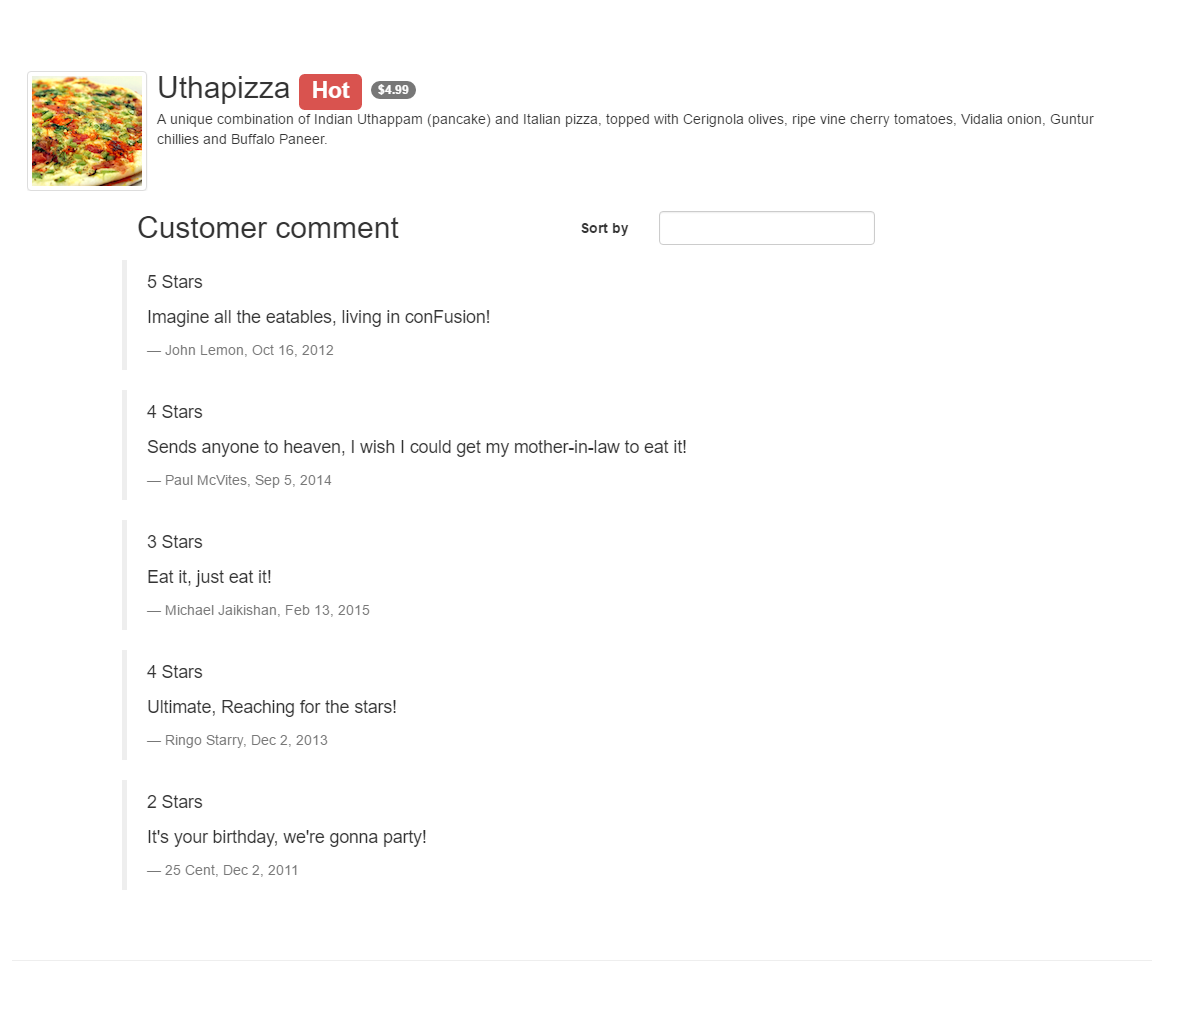 Uthapizza Hot $4.99
A unique combination of Indian Uthappam (pancake) and Italian pizza, topped with Cerignola olives, ripe vine cherry tomatoes, Vidalia onion, Guntur
chillies and Buffalo Paneer.
Customer comment Sort by
5 Stars
Imagine all the eatables, living in conFusion!
— John Lemon, Oct 16, 2012
4 Stars
Sends anyone to heaven, I wish I could get my mother-in-law to eat it!
— Paul McVites, Sep 5, 2014
3 Stars
Eat it, just eat it!
— Michael Jaikishan, Feb 13, 2015
4 Stars
Ultimate, Reaching for the stars!
— Ringo Starry, Dec 2, 2013
2 Stars
It's your birthday, we're gonna party!
— 25 Cent, Dec 2, 2011